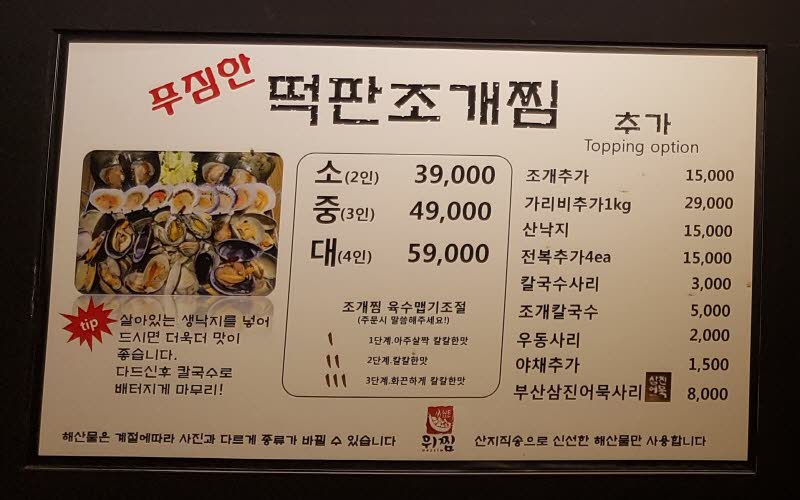 푸짐한 떡판조개찜
추가
Topping option
소(2인) 39,000
중(3인) 49,000
대(4인) 59,000
조개찜 육수맵기조절
(주문시 말씀해주세요!)
1단계.아주살짝 칼칼한맛
2단계.칼칼한맛
3단계.화끈하게 칼칼한맛
조개추가 15,000
가리비추가1kg 29,000
산낙지 15,000
전복추가4ea 15,000
칼국수사리 3,000
조개칼국수 5,000
우동사리 2,000
야채추가 1,500
부산삼진어묵사리 삼진어묵 8,000
tip
살아있는 생낙지를 넣어
드시면 더욱더 맛이
좋습니다.
다드신후 칼국수로
배터지게 마무리!
해산물은 계절에따라 사진과 다르게 종류가 바뀔 수 있습니다
위찜
산지직송으로 신선한 해산물만 사용합니다